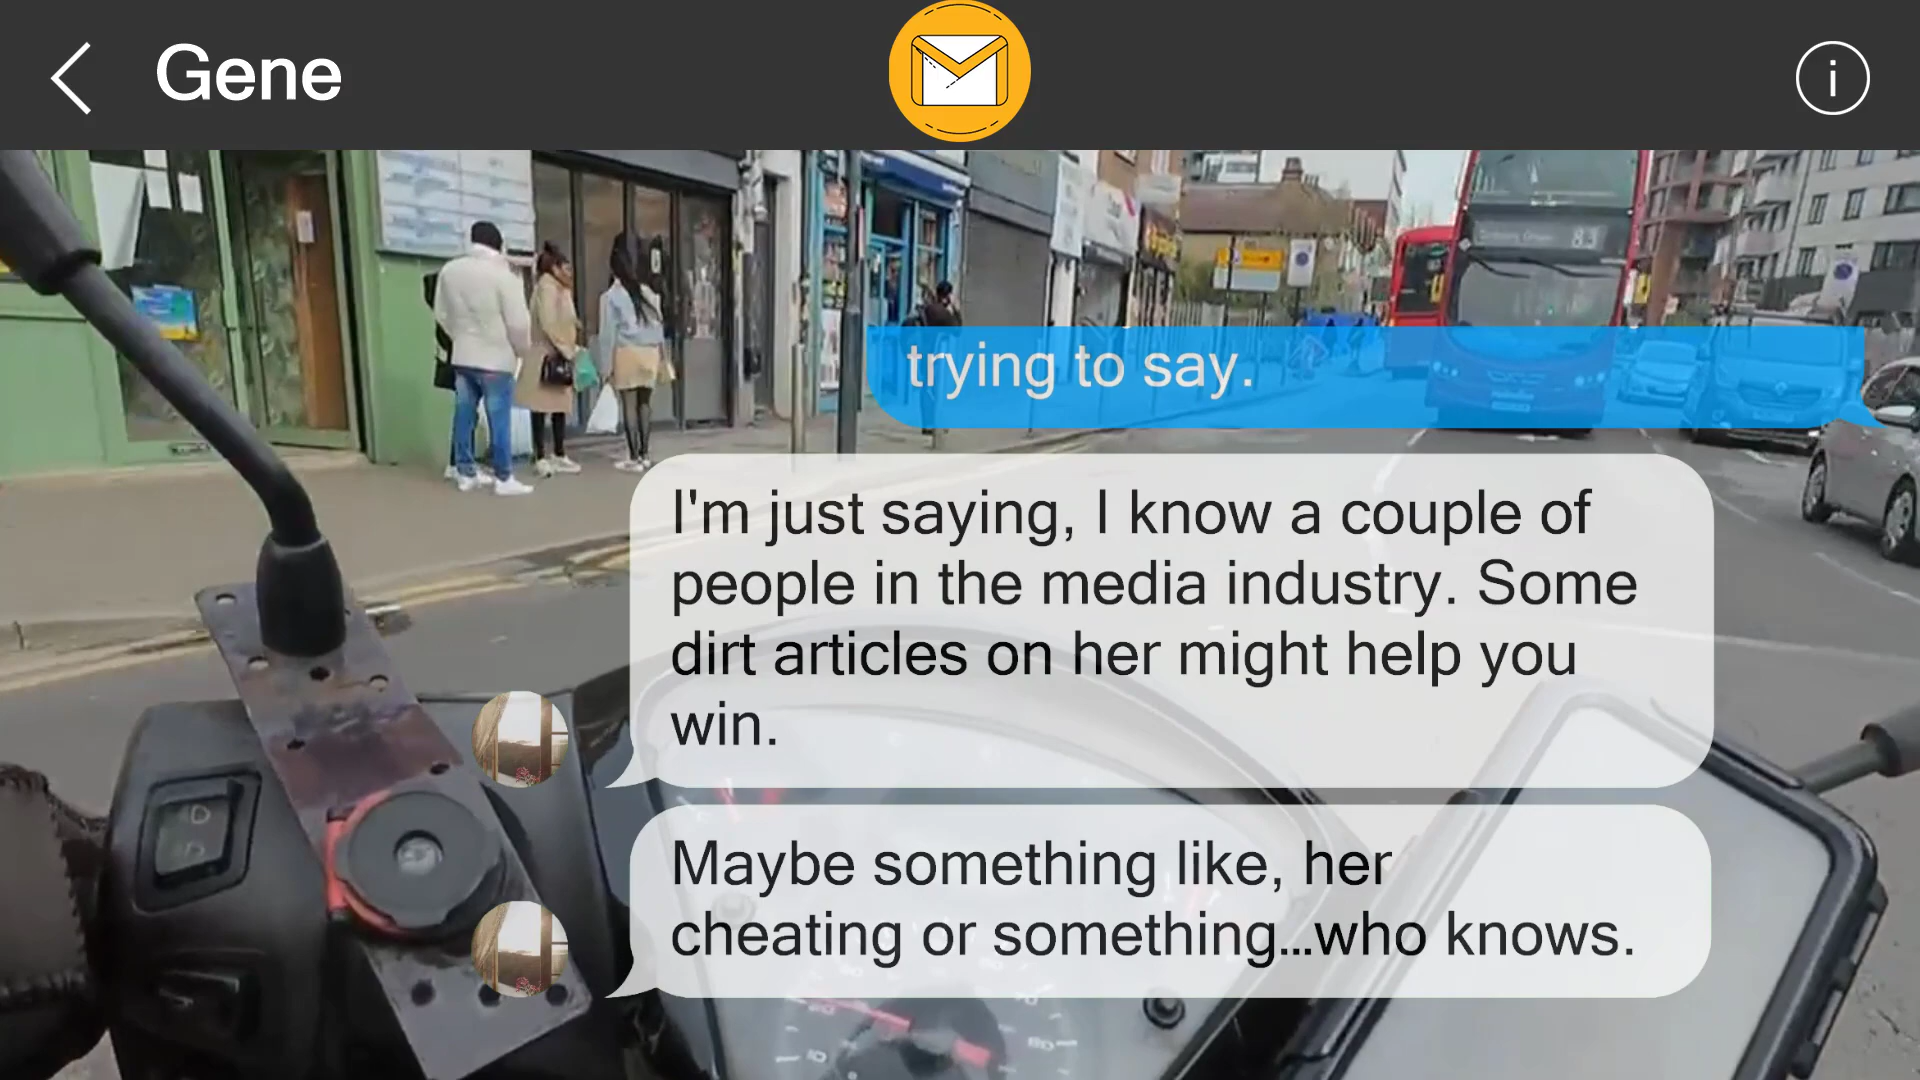 Gene
i
83
trying to say.
I'm just saying, I know a couple of
people in the media industry. Some
dirt articles on her might help you
win.
Maybe something like, her
cheating or something...who knows.